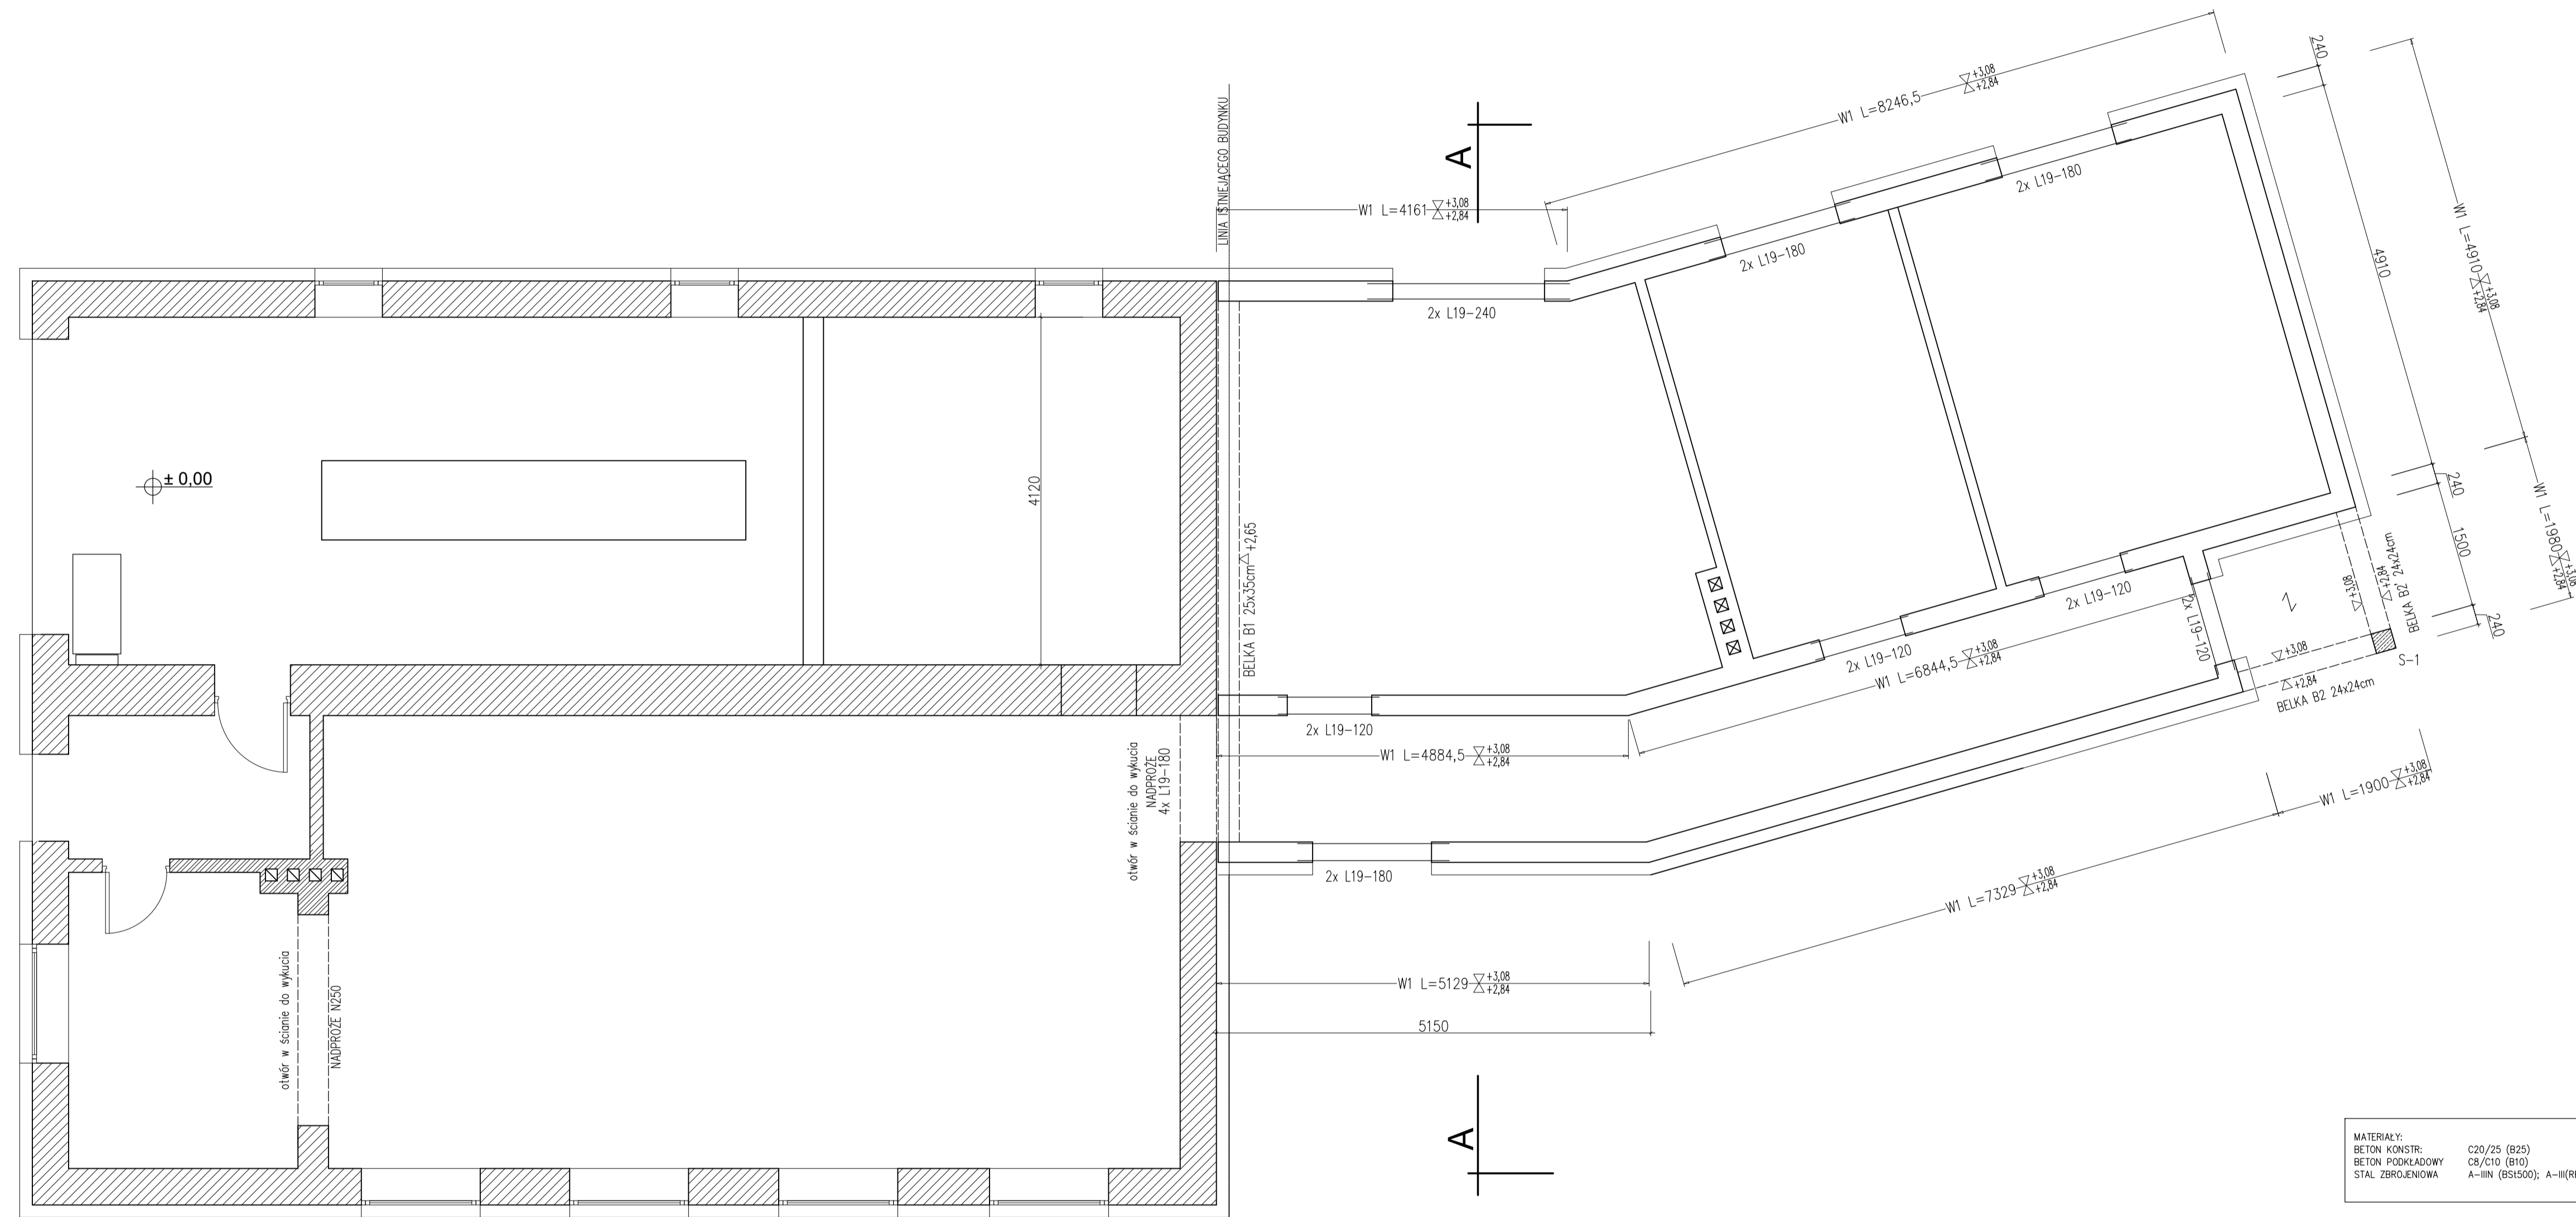 240
W1 L=8246,5 +3,08
+2,84
LINIA ISTNIEJĄCEGO BUDYNKU
A
W1 L=4161 +3,08
+2,84
2x L19-180
W1 L=4910 +3,08
+2,84
4910
2x L19-180
2x L19-240
± 0,00
4120
BELKA B1 25x35cm +2,65
240
1500
W1 L=1980 +3,08
+2,84
240
+3,08
+2,84
BELKA B2' 24x24cm
2x L19-120
2x L19-120
2x L19-120
W1 L=6844,5 +3,08
+2,84
+3,08
+2,84
BELKA B2 24x24cm
S-1
2x L19-120
W1 L=4884,5 +3,08
+2,84
otwór w ścianie do wykucia
NADPROŻE
4x L19-180
W1 L=1900 +3,08
+2,84
2x L19-180
W1 L=7329 +3,08
+2,84
otwór w ścianie do wykucia
NADPROŻE N250
W1 L=5129 +3,08
+2,84
5150
A
MATERIAŁY:
BETON KONSTR: C20/25 (B25)
BETON PODKŁADOWY C8/C10 (B10)
STAL ZBROJENIOWA A-IIIN (BSt500); A-III(R